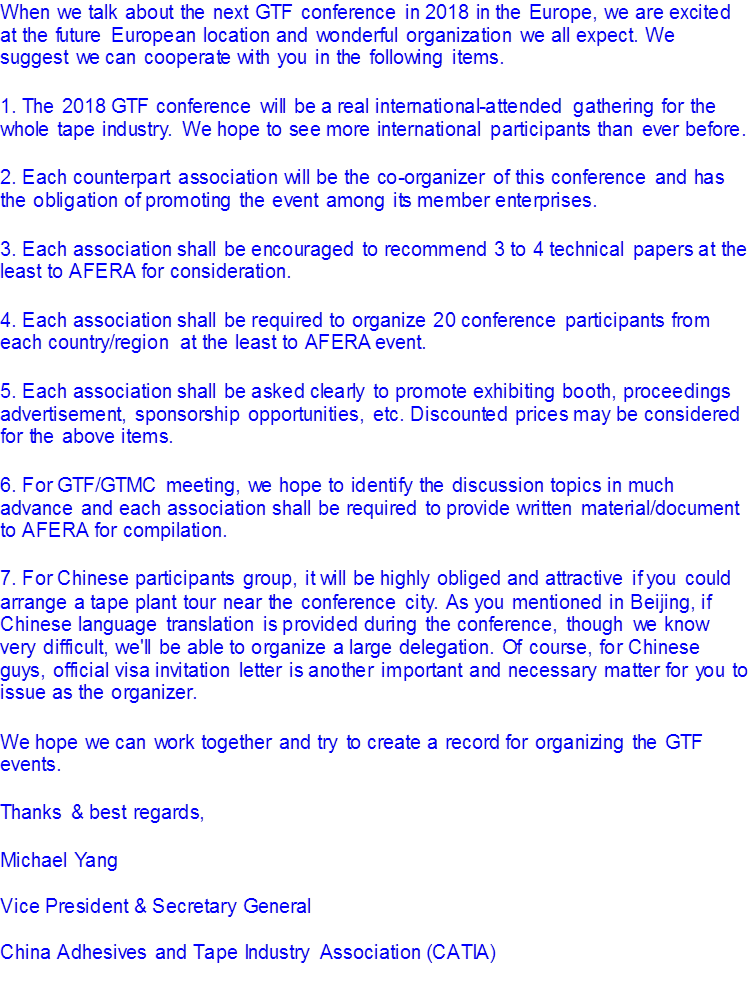 When we talk about the next GTF conference in 2018 in the Europe, we are excited
at the future European location and wonderful organization we all expect. We
suggest we can cooperate with you in the following items.
1. The 2018 GTF conference will be a real international-attended gathering for the
whole tape industry. We hope to see more international participants than ever before.
2. Each counterpart association will be the co-organizer of this conference and has
the obligation of promoting the event among its member enterprises.
3. Each association shall be encouraged to recommend 3 to 4 technical papers at the
least to AFERA for consideration.
4. Each association shall be required to organize 20 conference participants from
each country/region at the least to AFERA event.
5. Each association shall be asked clearly to promote exhibiting booth, proceedings
advertisement, sponsorship opportunities, etc. Discounted prices may be considered
for the above items.
6. For GTF/GTMC meeting, we hope to identify the discussion topics in much
advance and each association shall be required to provide written material/document
to AFERA for compilation.
7. For Chinese participants group, it will be highly obliged and attractive if you could
arrange a tape plant tour near the conference city. As you mentioned in Beijing, if
Chinese language translation is provided during the conference, though we know
very difficult, we'll be able to organize a large delegation. Of course, for Chinese
guys, official visa invitation letter is another important and necessary matter for you to
issue as the organizer.
We hope we can work together and try to create a record for organizing the GTF
events.
Thanks & best regards,
Michael Yang
Vice President & Secretary General
China Adhesives and Tape Industry Association (CATIA)